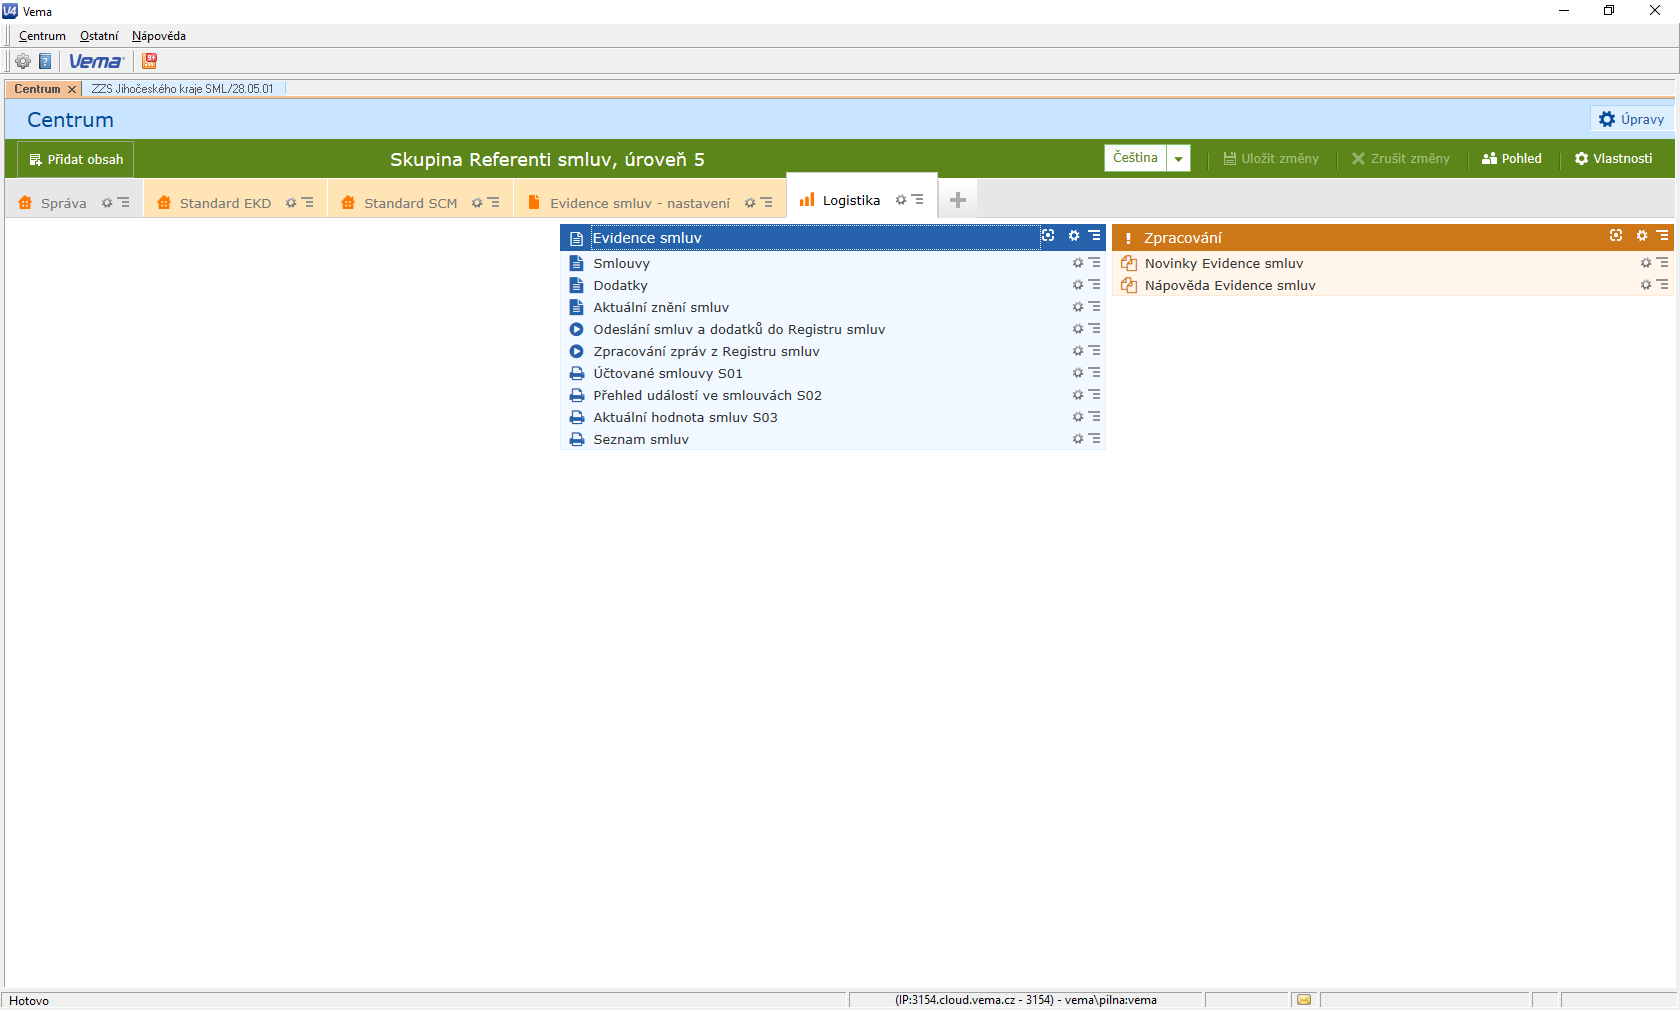 V4 Vema
Centrum Ostatní Nápověda
? Vema 9+
Centrum ZZS Jihočeského kraje SML/28.05.01
Centrum Úpravy
Přidat obsah Skupina Referenti smluv, úroveň 5 Čeština Uložit změny Zrušit změny Pohled Vlastnosti
Správa Standard EKD Standard SCM Evidence smluv - nastavení Logistika
Evidence smluv
Smlouvy
Dodatky
Aktuální znění smluv
Odeslání smluv a dodatků do Registru smluv
Zpracování zpráv z Registru smluv
Účtované smlouvy S01
Přehled událostí ve smlouvách S02
Aktuální hodnota smluv S03
Seznam smluv
Zpracování
Novinky Evidence smluv
Nápověda Evidence smluv
Hotovo (IP:3154.cloud.vema.cz - 3154) - vema\pilna:vema